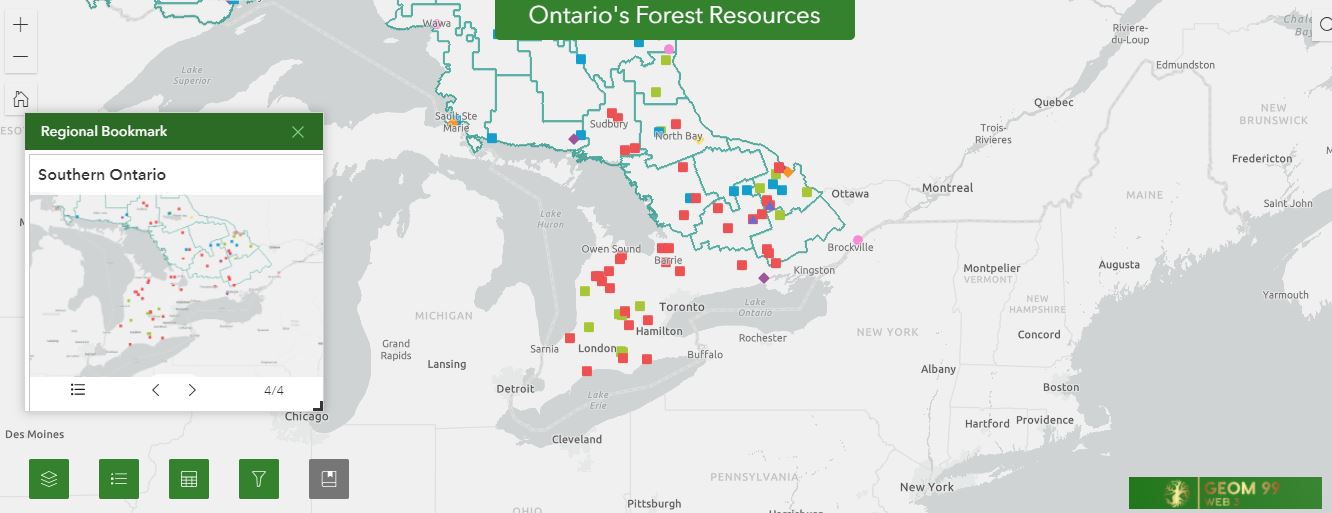 Ontario's Forest Resources
Regional Bookmark
Southern Ontario
4/4
Wawa
Lake
Superior
Sault Ste
Marie
Sudbury
North Bay
Rivière-
du-Loup
Edmundston
Quebec
Trois-
Rivières
NEW
BRUNSWICK
Fredericton
Saint John
Montreal
MAINE
Ottawa
Lake
Huron
Owen Sound
Barrie
Brockville
Kingston
Montpelier
VERMONT
Augusta
Yarmouth
MICHIGAN
Toronto
Lake
Ontario
NEW
HAMPSHIRE
Hamilton
Rochester
NEW YORK
Concord
Grand
Rapids
Lansing
Sarnia
London
Buffalo
Albany
Boston
Detroit
Lake
Erie
Chicago
Hartford
Providence
Des Moines
Cleveland
PENNSYLVANIA
New York
Pittsburgh
OHIO
GEOM 99
WEB 3